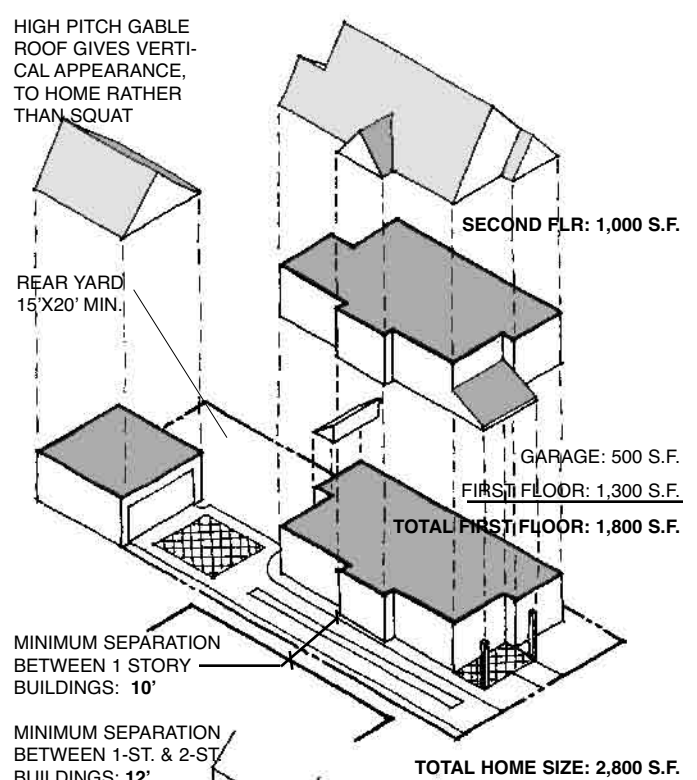 HIGH PITCH GABLE
ROOF GIVES VERTI-
CAL APPEARANCE,
TO HOME RATHER
THAN SQUAT
SECOND FLR: 1,000 S.F.
REAR YARD
15'X20' MIN.
GARAGE: 500 S.F.
FIRST FLOOR: 1,300 S.F.
TOTAL FIRST FLOOR: 1,800 S.F.
MINIMUM SEPARATION
BETWEEN 1 STORY
BUILDINGS: 10'
MINIMUM SEPARATION
BETWEEN 1-ST. & 2-ST.
BUILDINGS: 12'
TOTAL HOME SIZE: 2,800 S.F.